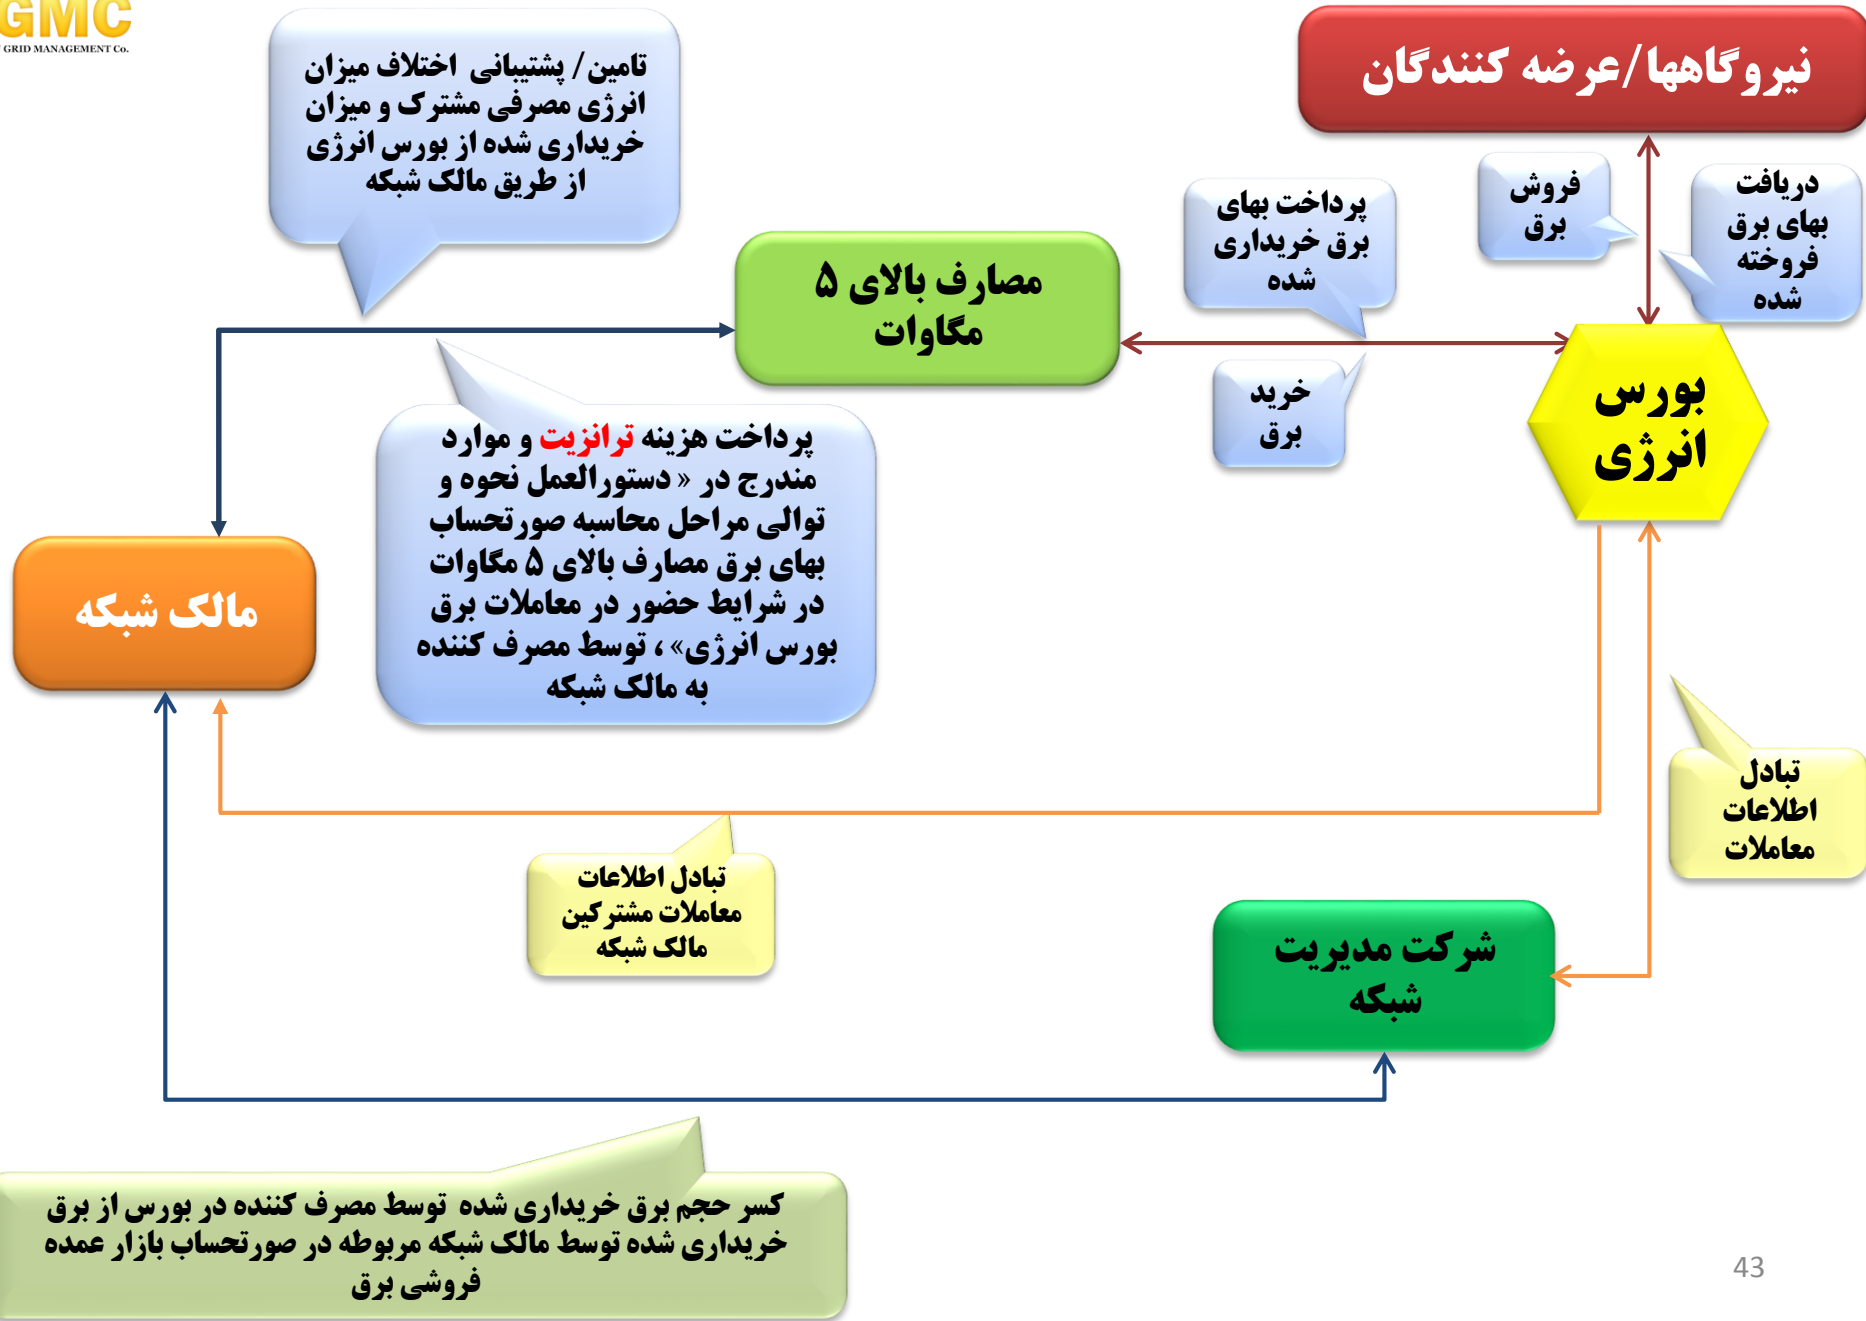 GMC
GRID MANAGEMENT Co.
نیروگاهها/عرضه کنندگان
تامین/ پشتیبانی اختلاف میزان
انرژی مصرفی مشترک و میزان
خریداری شده از بورس انرژی
از طریق مالک شبکه
دریافت
بهای برق
فروخته
شده
فروش
برق
پرداخت بهای
برق خریداری
شده
مصارف بالای ۵
مگاوات
خرید
برق
بورس
انرژی
پرداخت هزینه ترانزیت و موارد
مندرج در « دستورالعمل نحوه و
توالی مراحل محاسبه صورتحساب
بهای برق مصارف بالای ۵ مگاوات
در شرایط حضور در معاملات برق
بورس انرژی» ، توسط مصرف کننده
به مالک شبکه
مالک شبکه
تبادل
اطلاعات
معاملات
تبادل اطلاعات
معاملات مشترکین
مالک شبکه
شرکت مدیریت
شبکه
کسر حجم برق خریداری شده توسط مصرف کننده در بورس از برق
خریداری شده توسط مالک شبکه مربوطه در صورتحساب بازار عمده
فروشی برق
43